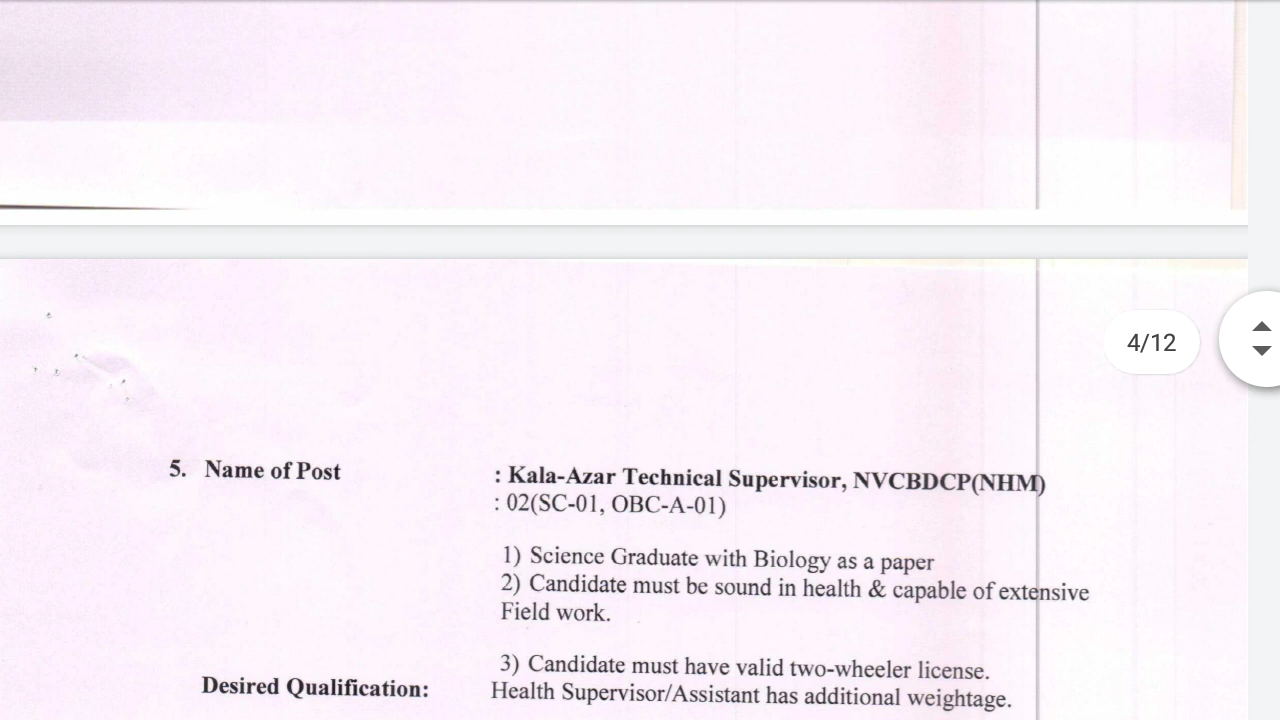 4/12
5. Name of Post : Kala-Azar Technical Supervisor, NVCBDCP(NHM)
: 02(SC-01, OBC-A-01)
1) Science Graduate with Biology as a paper
2) Candidate must be sound in health & capable of extensive
Field work.
3) Candidate must have valid two-wheeler license.
Desired Qualification: Health Supervisor/Assistant has additional weightage.